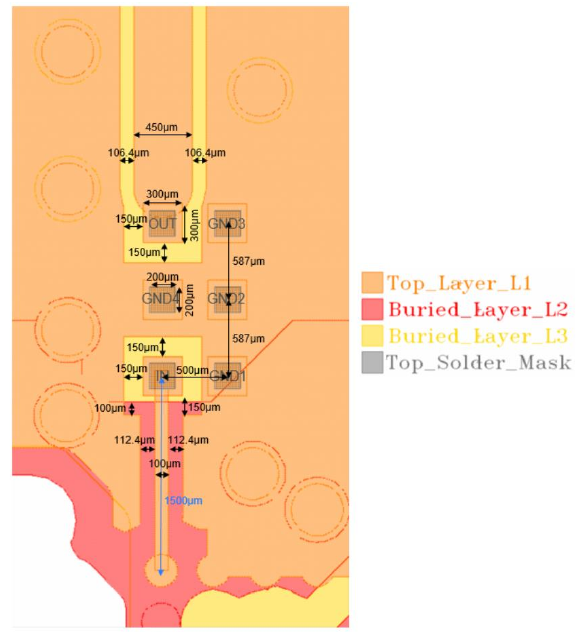 450µm
106.4µm
106.4µm
300µm
150µm
OUT
300µm
GND3
150µm
587µm
200µm
GND4
200µm
GND2
587µm
150µm
150µm
500µm
IN
GND1
100µm
150µm
112.4µm
112.4µm
100µm
1500µm
Top_Layer_L1
Buried_Layer_L2
Buried_Layer_L3
Top_Solder_Mask